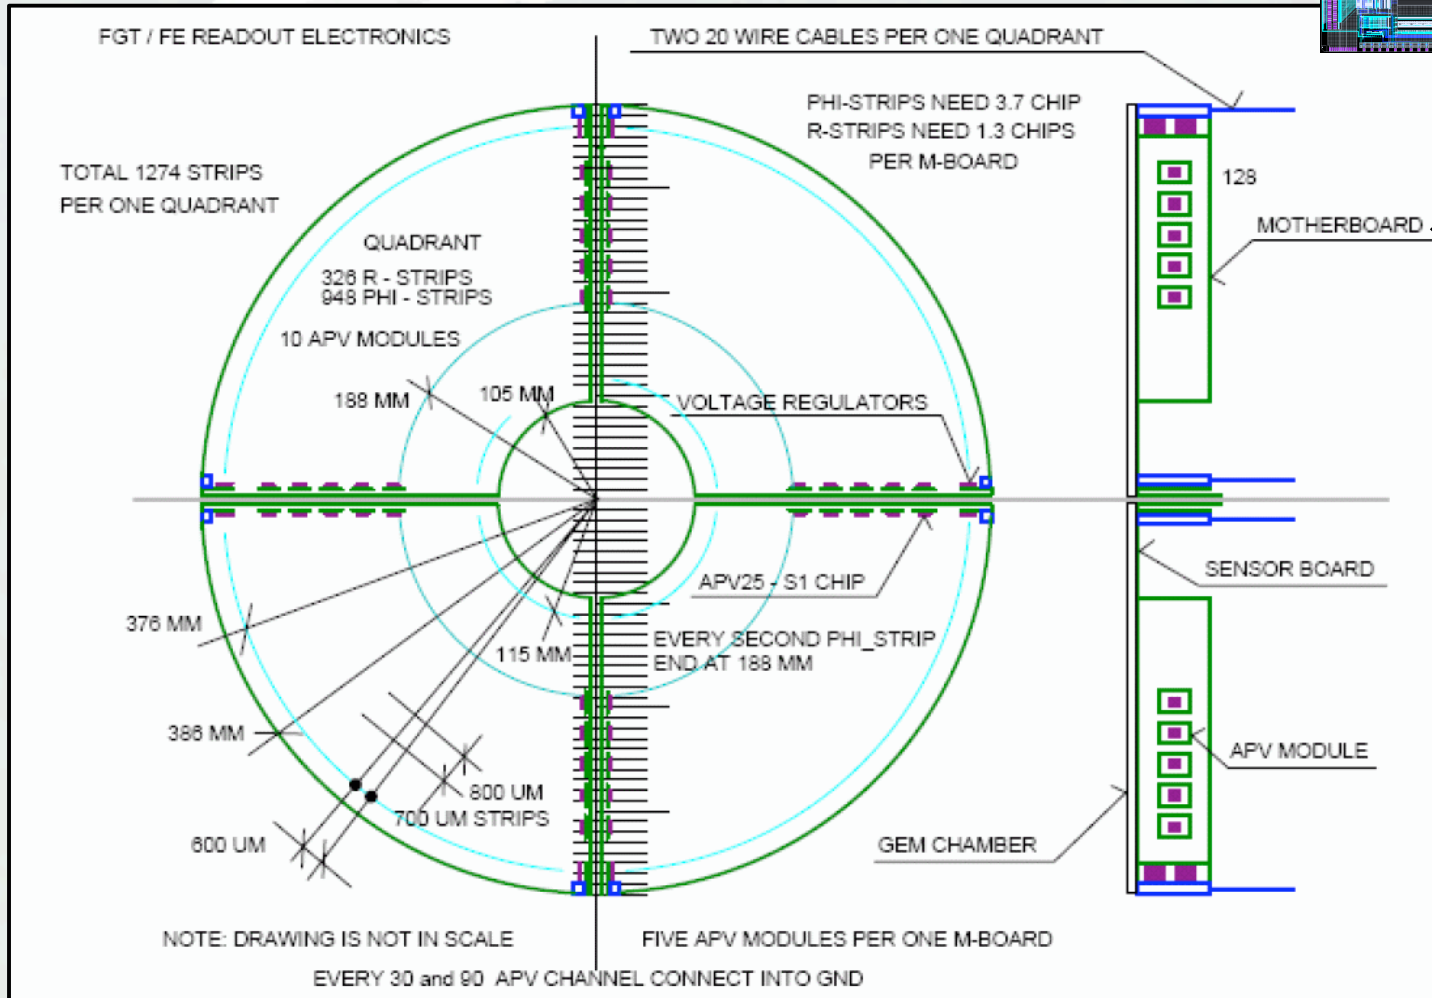 FGT / FE READOUT ELECTRONICS
TWO 20 WIRE CABLES PER ONE QUADRANT
PHI-STRIPS NEED 3.7 CHIP
R-STRIPS NEED 1.3 CHIPS
PER M-BOARD
TOTAL 1274 STRIPS
PER ONE QUADRANT
128
MOTHERBOARD
QUADRANT
326 R - STRIPS
948 PHI - STRIPS
10 APV MODULES
188 MM
105 MM
VOLTAGE REGULATORS
APV25 - S1 CHIP
SENSOR BOARD
376 MM
115 MM
EVERY SECOND PHI_STRIP
END AT 188 MM
386 MM
APV MODULE
800 UM
700 UM STRIPS
600 UM
GEM CHAMBER
NOTE: DRAWING IS NOT IN SCALE
FIVE APV MODULES PER ONE M-BOARD
EVERY 30 and 90 APV CHANNEL CONNECT INTO GND